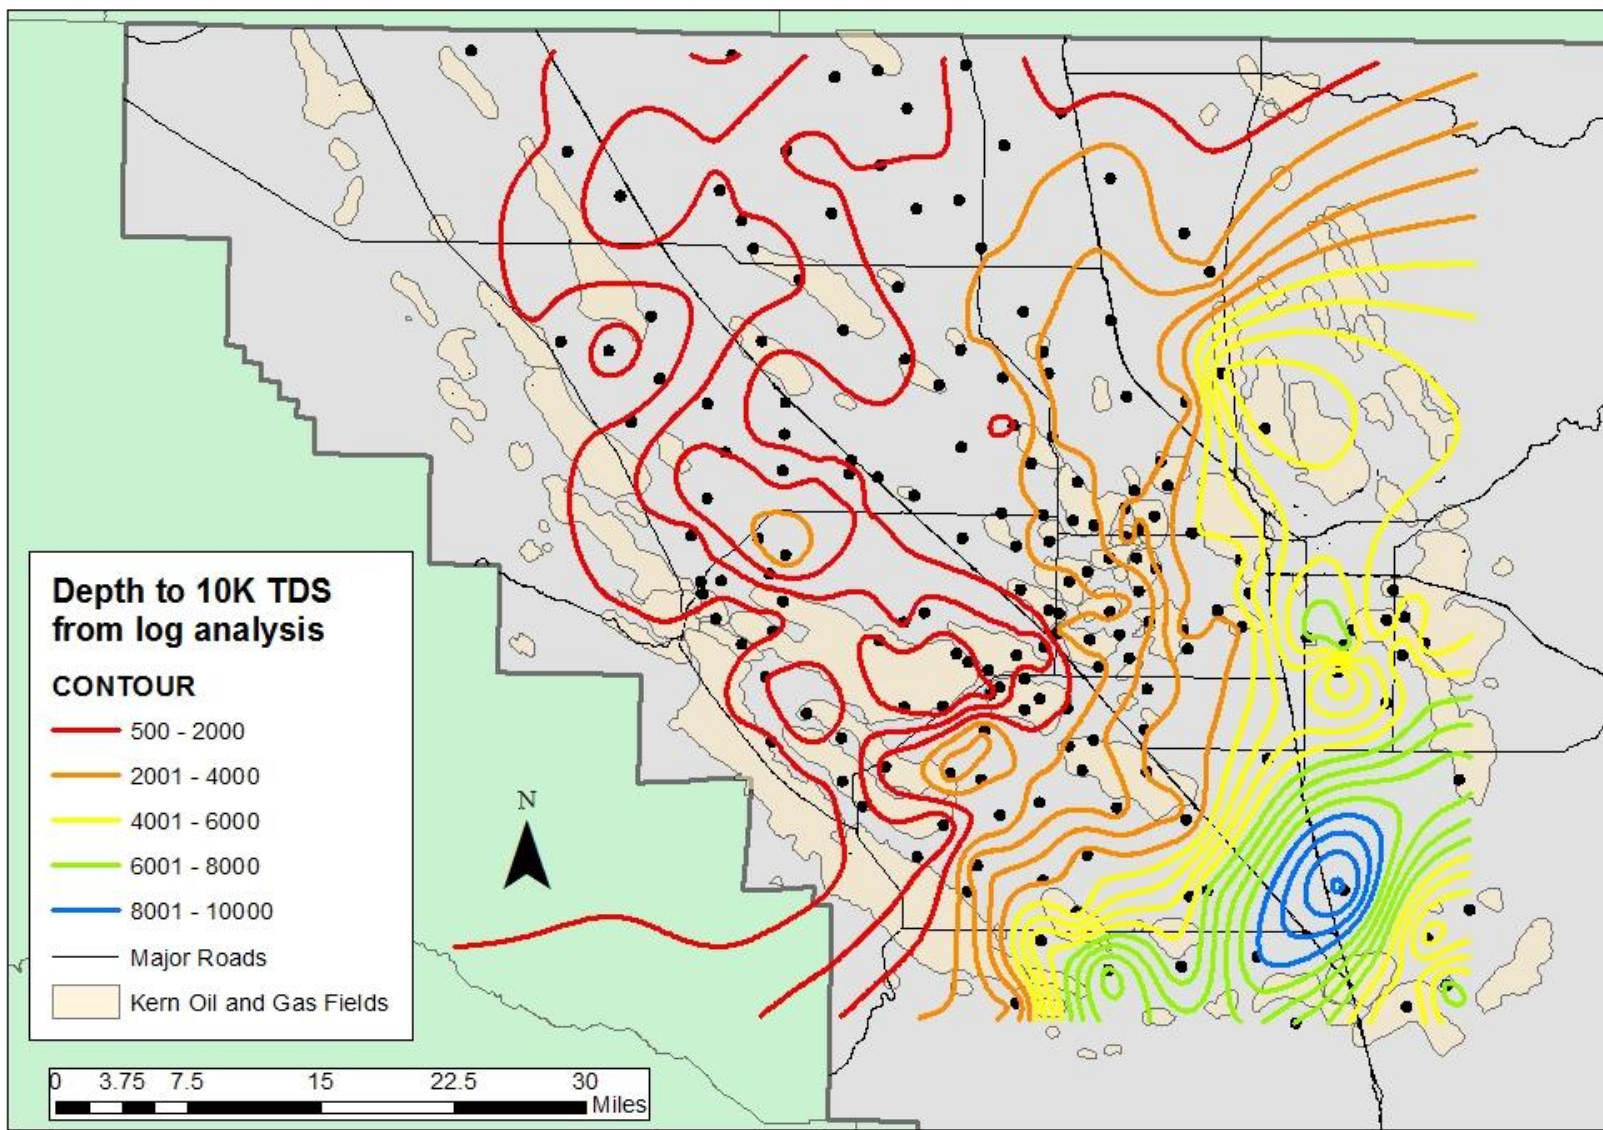 Depth to 10K TDS
from log analysis
CONTOUR
500 - 2000
2001 - 4000
4001 - 6000
6001 - 8000
8001 - 10000
Major Roads
Kern Oil and Gas Fields
N
0 3.75 7.5 15 22.5 30
Miles